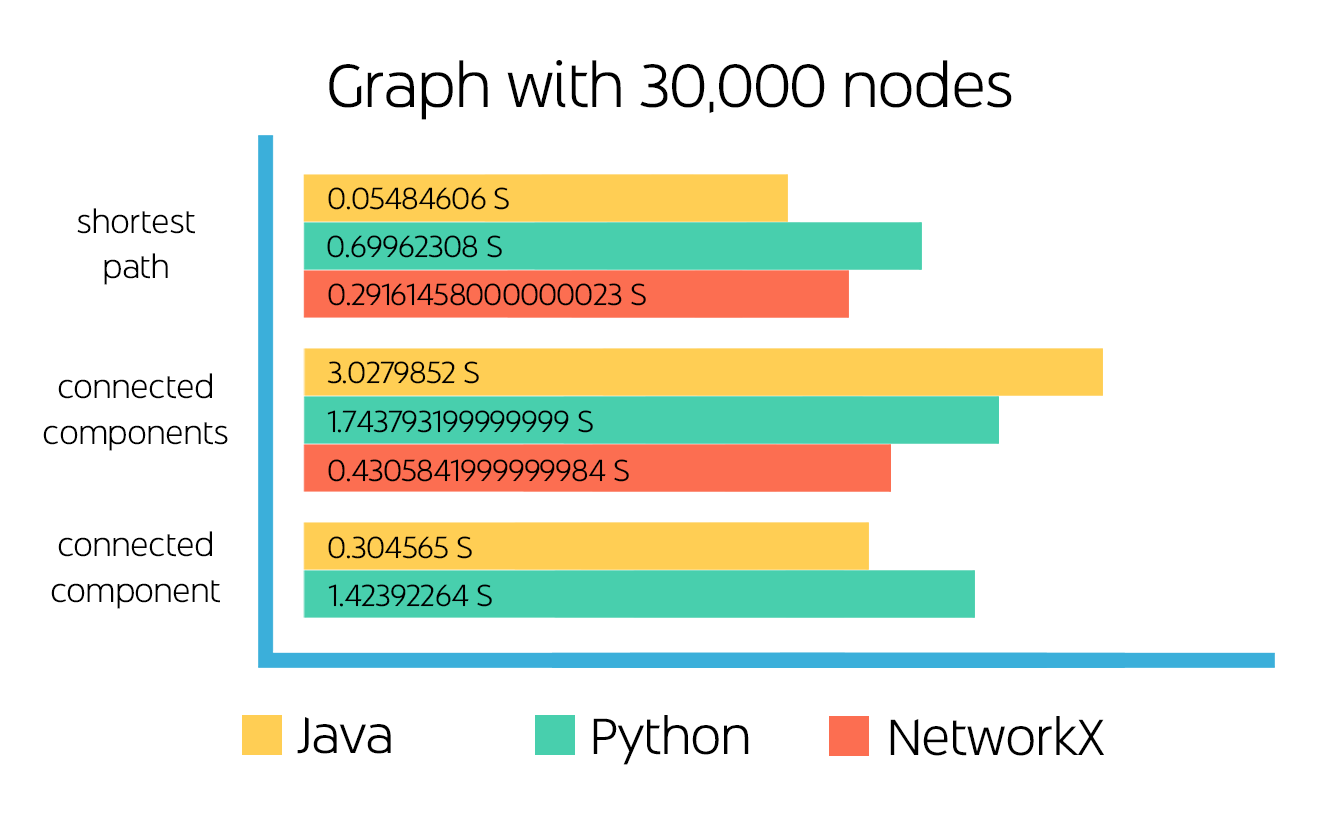 Graph with 30,000 nodes
shortest
path
0.05484606 S
0.69962308 S
0.29161458000000023 S
connected
components
3.0279852 S
1.743793199999999 S
0.4305841999999984 S
connected
component
0.304565 S
1.42392264 S
Java
Python
NetworkX